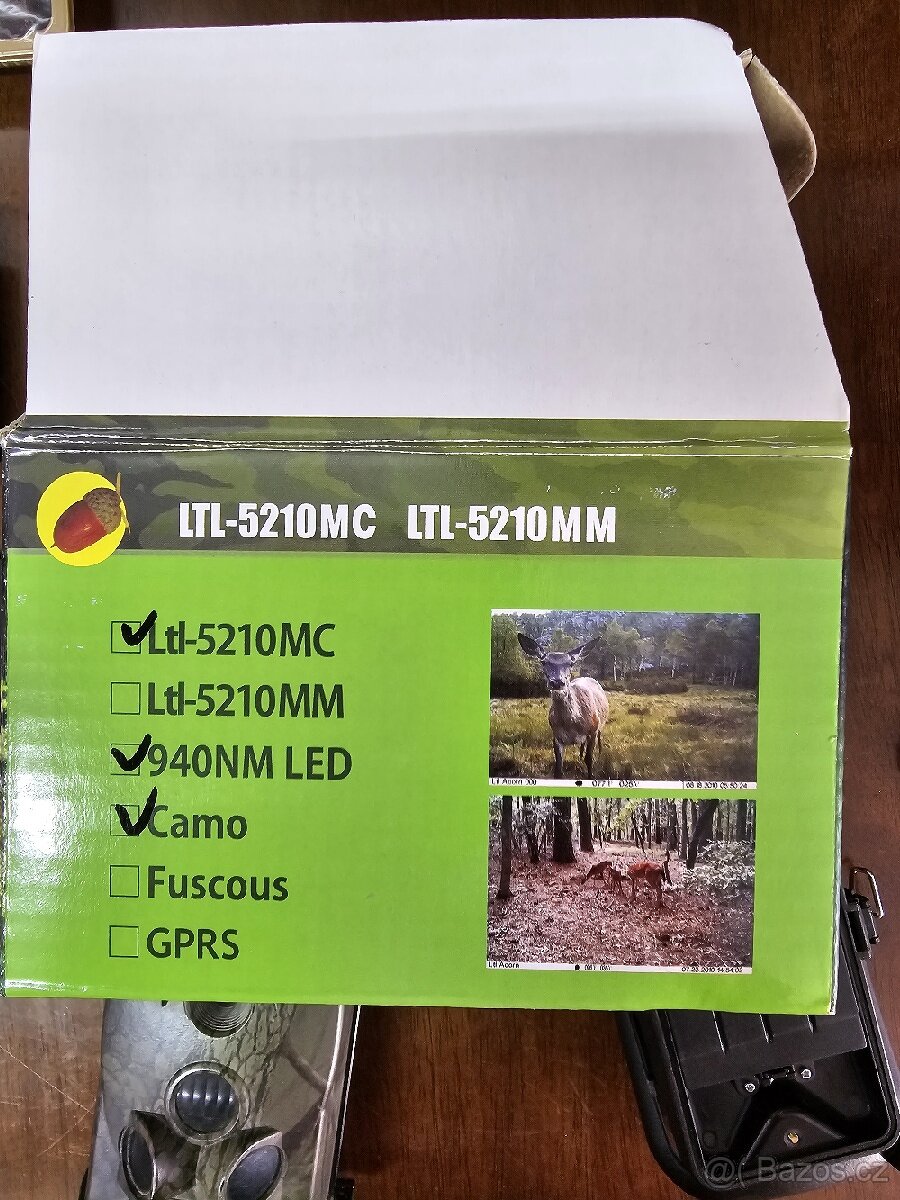 LTL-5210MC LTL-5210MM
Ltl-5210MC
Ltl-5210MM
940NM LED
Camo
Fuscous
GPRS
Ltl Acorn
Ltl Acorn
@ Bazos.cz